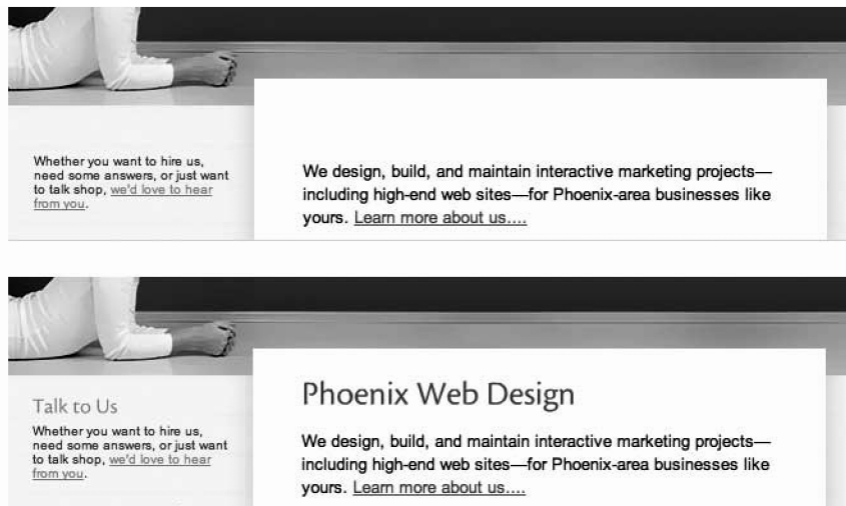 Whether you want to hire us,
need some answers, or just want
to talk shop, we'd love to hear
from you.
We design, build, and maintain interactive marketing projects—
including high-end web sites—for Phoenix-area businesses like
yours. Learn more about us....
Talk to Us
Whether you want to hire us,
need some answers, or just want
to talk shop, we'd love to hear
from you.
Phoenix Web Design
We design, build, and maintain interactive marketing projects—
including high-end web sites—for Phoenix-area businesses like
yours. Learn more about us....